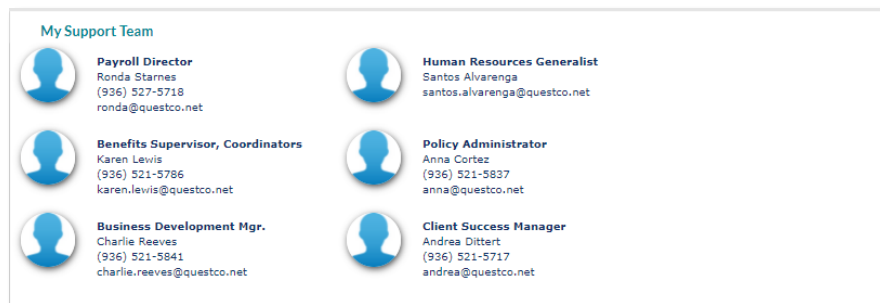 My Support Team
Payroll Director
Ronda Starnes
(936) 527-5718
ronda@questco.net
Human Resources Generalist
Santos Alvarenga
santos.alvarenga@questco.net
Benefits Supervisor, Coordinators
Karen Lewis
(936) 521-5786
karen.lewis@questco.net
Policy Administrator
Anna Cortez
(936) 521-5837
anna@questco.net
Business Development Mgr.
Charlie Reeves
(936) 521-5841
charlie.reeves@questco.net
Client Success Manager
Andrea Dittert
(936) 521-5717
andrea@questco.net